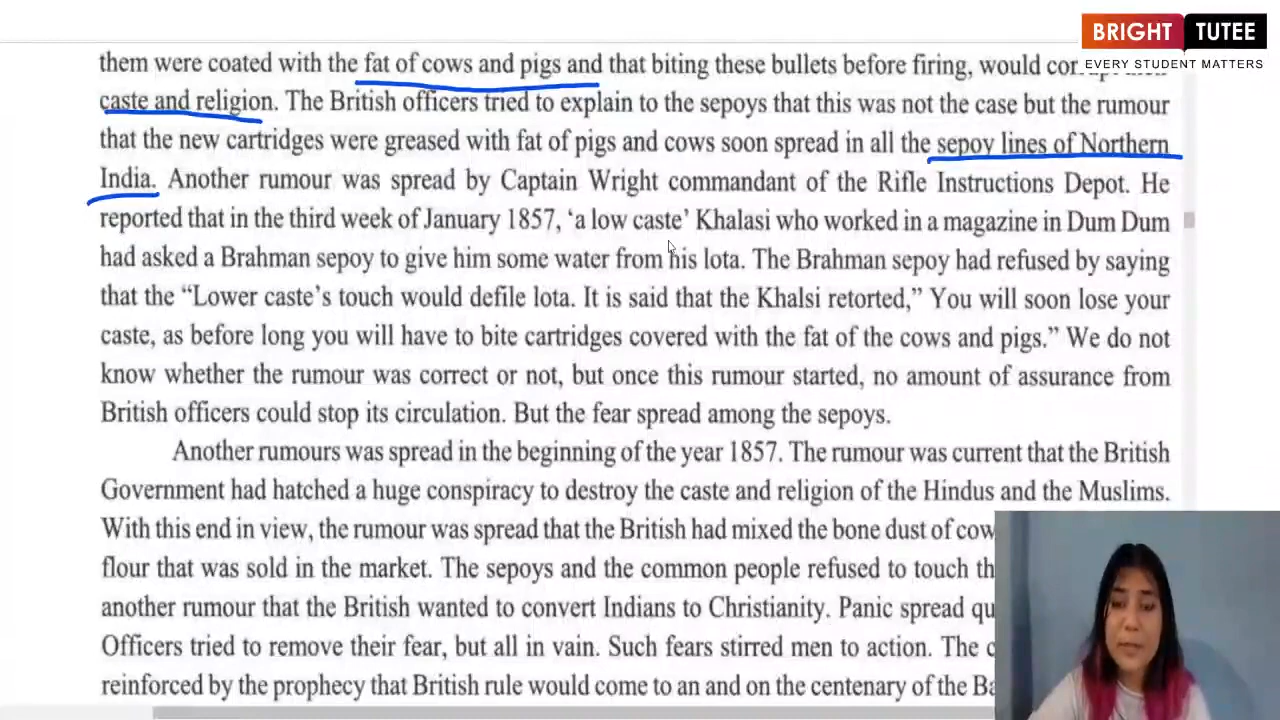 BRIGHT TUTEE
EVERY STUDENT MATTERS
them were coated with the fat of cows and pigs and that biting these bullets before firing, would
caste and religion. The British officers tried to explain to the sepoys that this was not the case but the rumour
that the new cartridges were greased with fat of pigs and cows soon spread in all the sepoy lines of Northern
India. Another rumour was spread by Captain Wright commandant of the Rifle Instructions Depot. He
reported that in the third week of January 1857, ‘a low caste’ Khalasi who worked in a magazine in Dum Dum
had asked a Brahman sepoy to give him some water from his lota. The Brahman sepoy had refused by saying
that the “Lower caste’s touch would defile lota. It is said that the Khalsi retorted,” You will soon lose your
caste, as before long you will have to bite cartridges covered with the fat of the cows and pigs.” We do not
know whether the rumour was correct or not, but once this rumour started, no amount of assurance from
British officers could stop its circulation. But the fear spread among the sepoys.
Another rumours was spread in the beginning of the year 1857. The rumour was current that the British
Government had hatched a huge conspiracy to destroy the caste and religion of the Hindus and the Muslims.
With this end in view, the rumour was spread that the British had mixed the bone dust of cow
flour that was sold in the market. The sepoys and the common people refused to touch
another rumour that the British wanted to convert Indians to Christianity. Panic spread
Officers tried to remove their fear, but all in vain. Such fears stirred men to action. The
reinforced by the prophecy that British rule would come to an and on the centenary of the